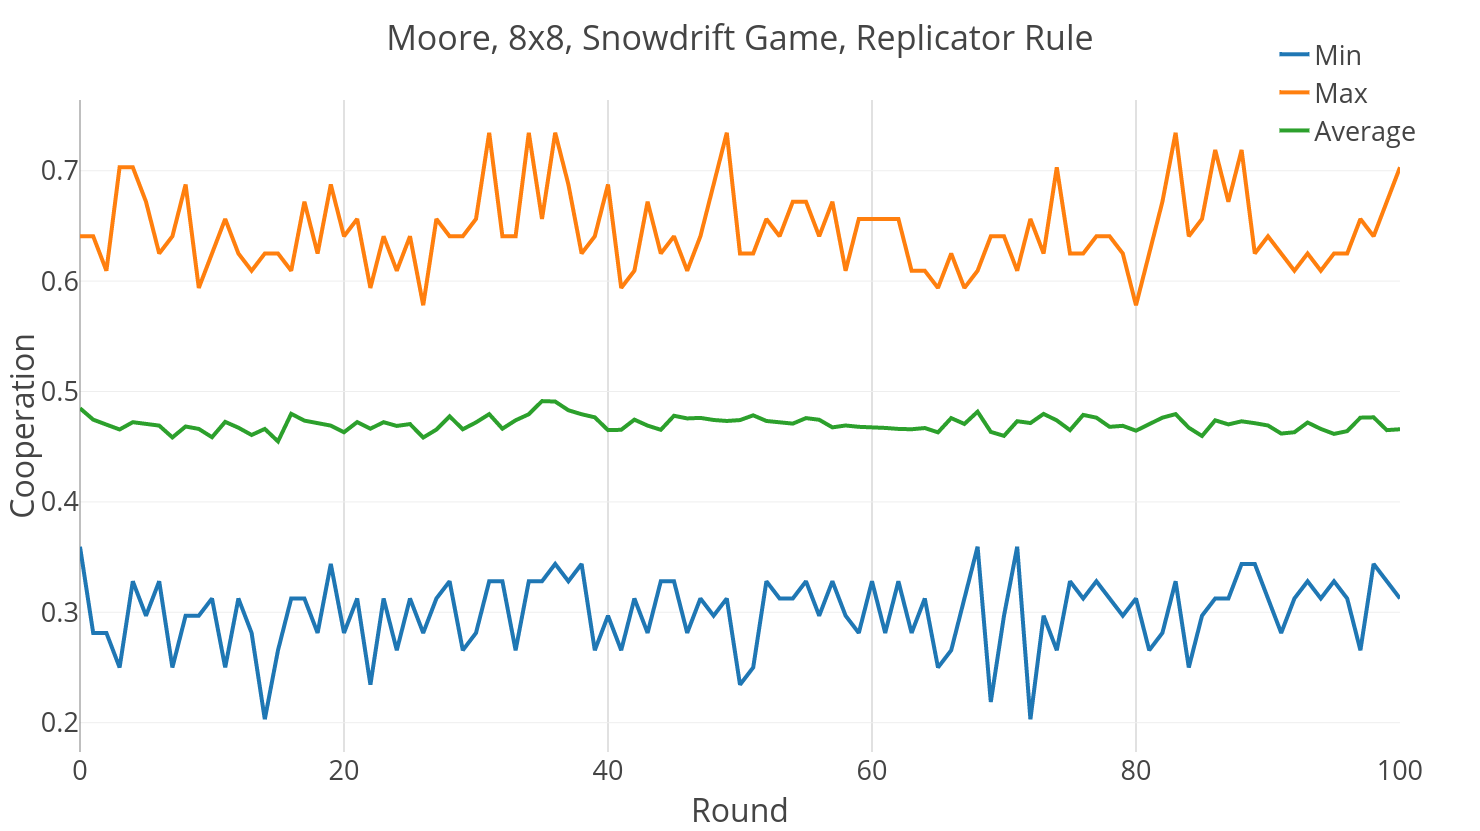 Moore, 8x8, Snowdrift Game, Replicator Rule
Min
Max
Average
Cooperation
0.7
0.6
0.5
0.4
0.3
0.2
0 20 40 60 80 100
Round